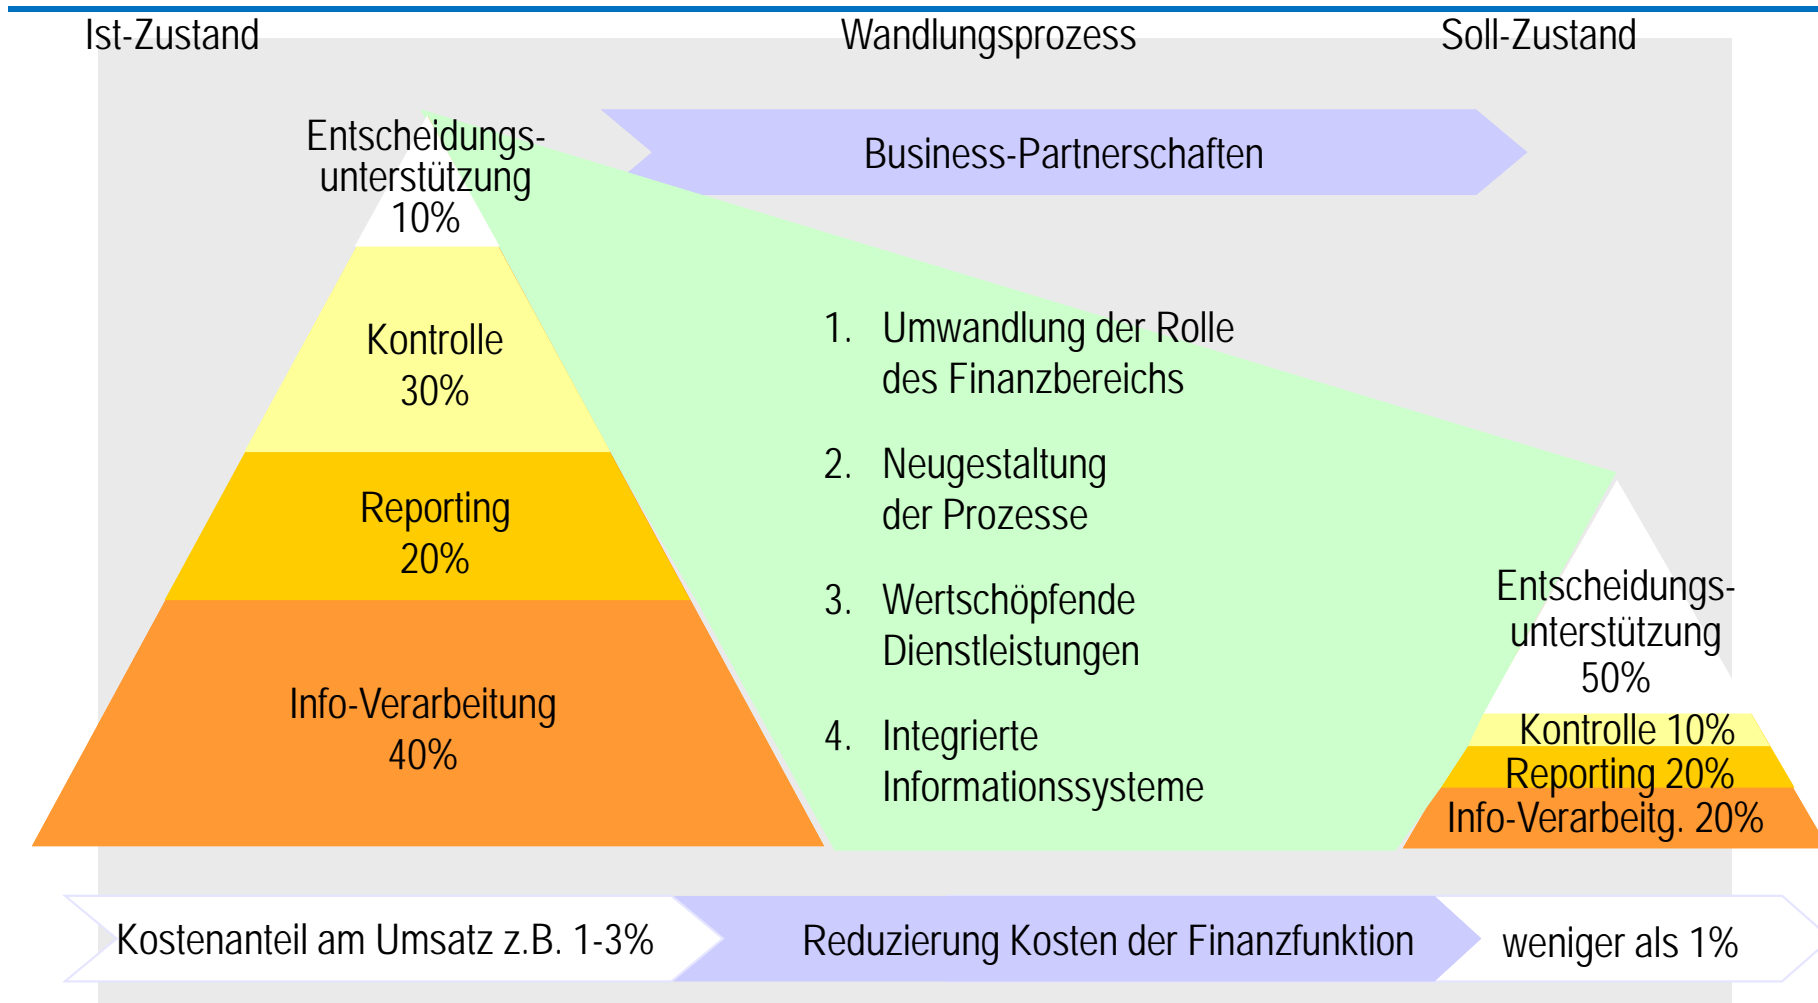 Ist-Zustand
Wandlungsprozess
Soll-Zustand
Entscheidungs-
unterstützung
10%
Kontrolle
30%
Reporting
20%
Info-Verarbeitung
40%
Business-Partnerschaften
1. Umwandlung der Rolle
des Finanzbereichs
2. Neugestaltung
der Prozesse
3. Wertschöpfende
Dienstleistungen
4. Integrierte
Informationssysteme
Entscheidungs-
unterstützung
50%
Kontrolle 10%
Reporting 20%
Info-Verarbeitg. 20%
Kostenanteil am Umsatz z.B. 1-3%
Reduzierung Kosten der Finanzfunktion
weniger als 1%